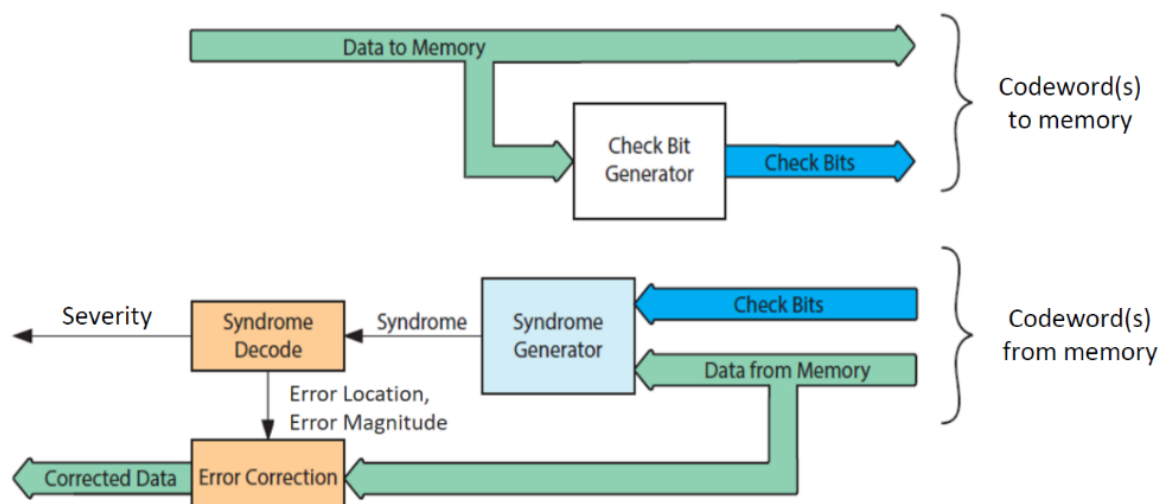 Data to Memory
Codeword(s)
to memory
Check Bit
Generator
Check Bits
Severity
Syndrome
Decode
Syndrome
Syndrome
Generator
Check Bits
Data from Memory
Codeword(s)
from memory
Error Location,
Error Magnitude
Corrected Data
Error Correction